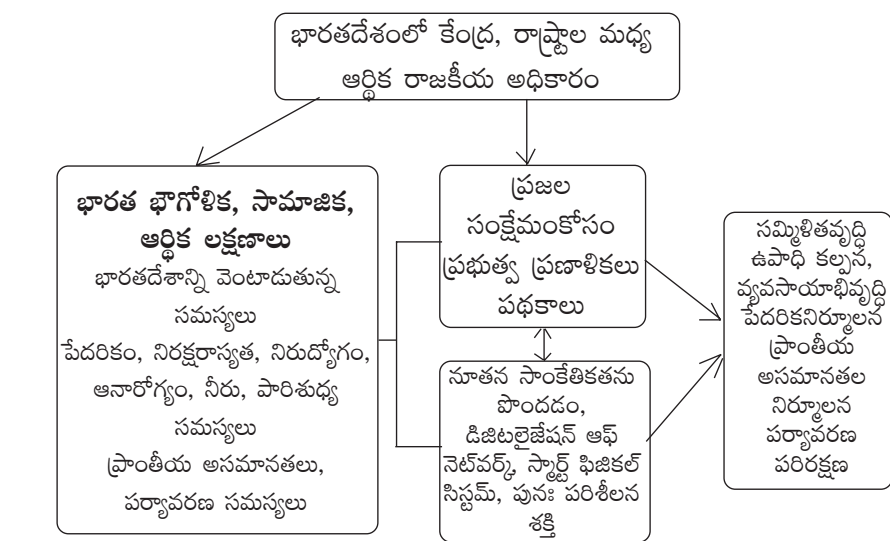 భారతదేశంలో కేంద్ర, రాష్ట్రాల మధ్య
ఆర్థిక రాజకీయ అధికారం
భారత భౌగోళిక, సామాజిక,
ఆర్థిక లక్షణాలు
భారతదేశాన్ని వెంటాడుతున్న
సమస్యలు
పేదరికం, నిరక్షరాస్యత, నిరుద్యోగం,
అనారోగ్యం, నీరు, పారిశుధ్య
సమస్యలు
ప్రాంతీయ అసమానతలు,
పర్యావరణ సమస్యలు
ప్రజల
సంక్షేమంకోసం
ప్రభుత్వ ప్రణాళికలు
పథకాలు
నూతన సాంకేతికతను
పొందడం,
డిజిటలైజేషన్ ఆఫ్
నెట్‌వర్క్, స్మార్ట్ ఫిజికల్
సిస్టమ్, పునః పరిశీలన
శక్తి
సమ్మిళితవృద్ధి
ఉపాధి కల్పన,
వ్యవసాయాభివృద్ధి
పేదరికనిర్మూలన
ప్రాంతీయ
అసమానతల
నిర్మూలన
పర్యావరణ
పరిరక్షణ